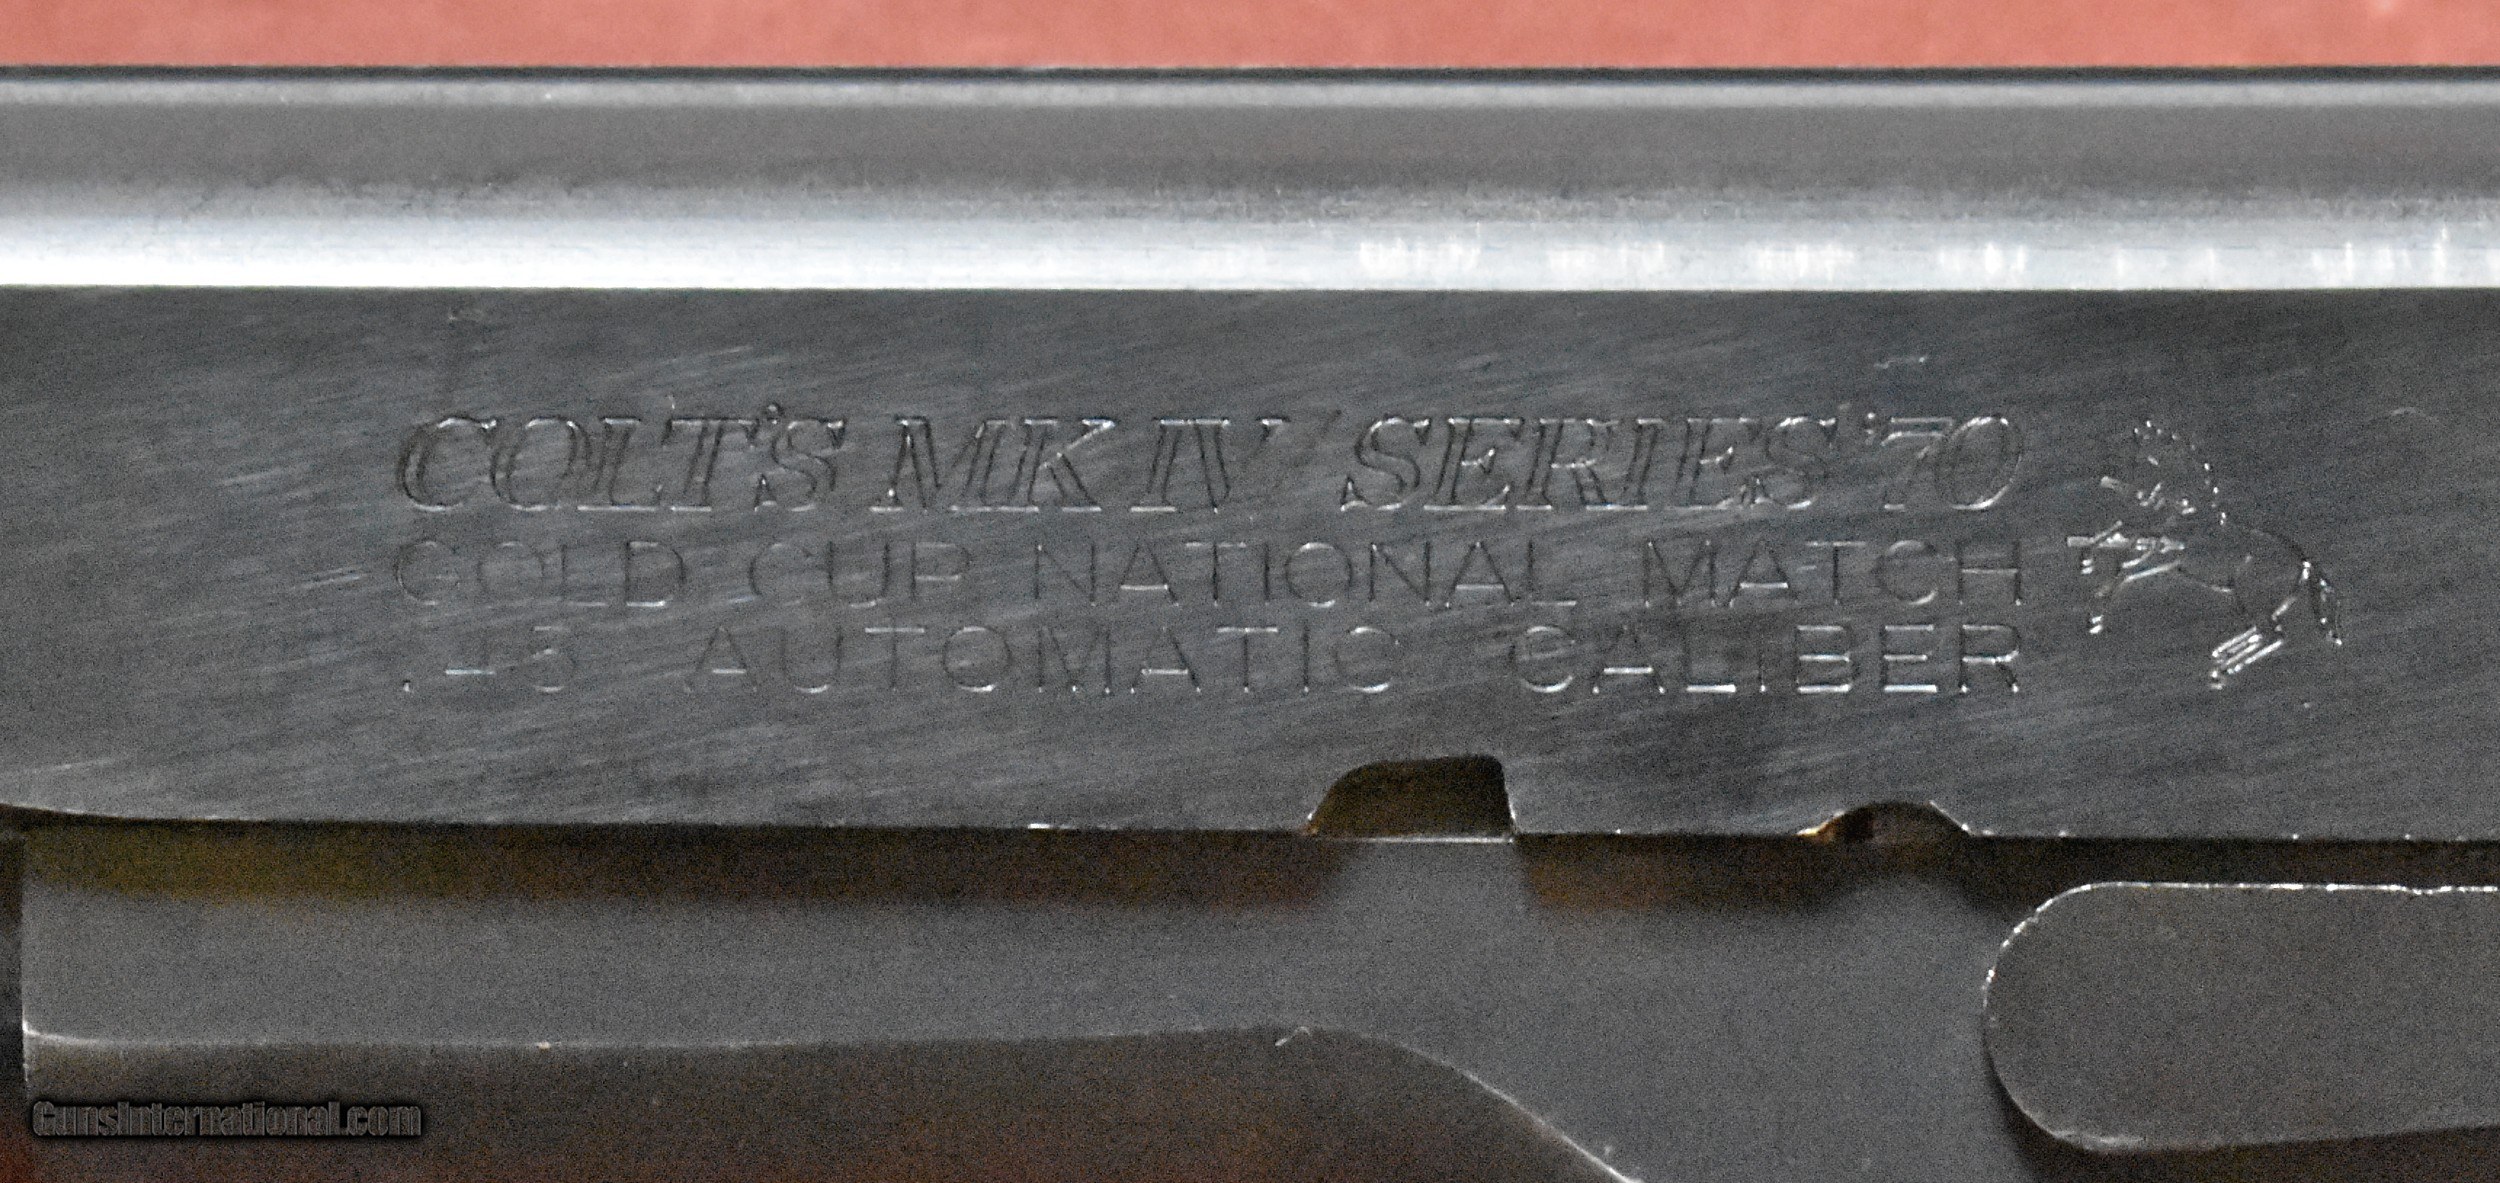 COLT'S MK IV SERIES '70
GOLD CUP NATIONAL MATCH
.45 AUTOMATIC CALIBER
GunsInternational.com